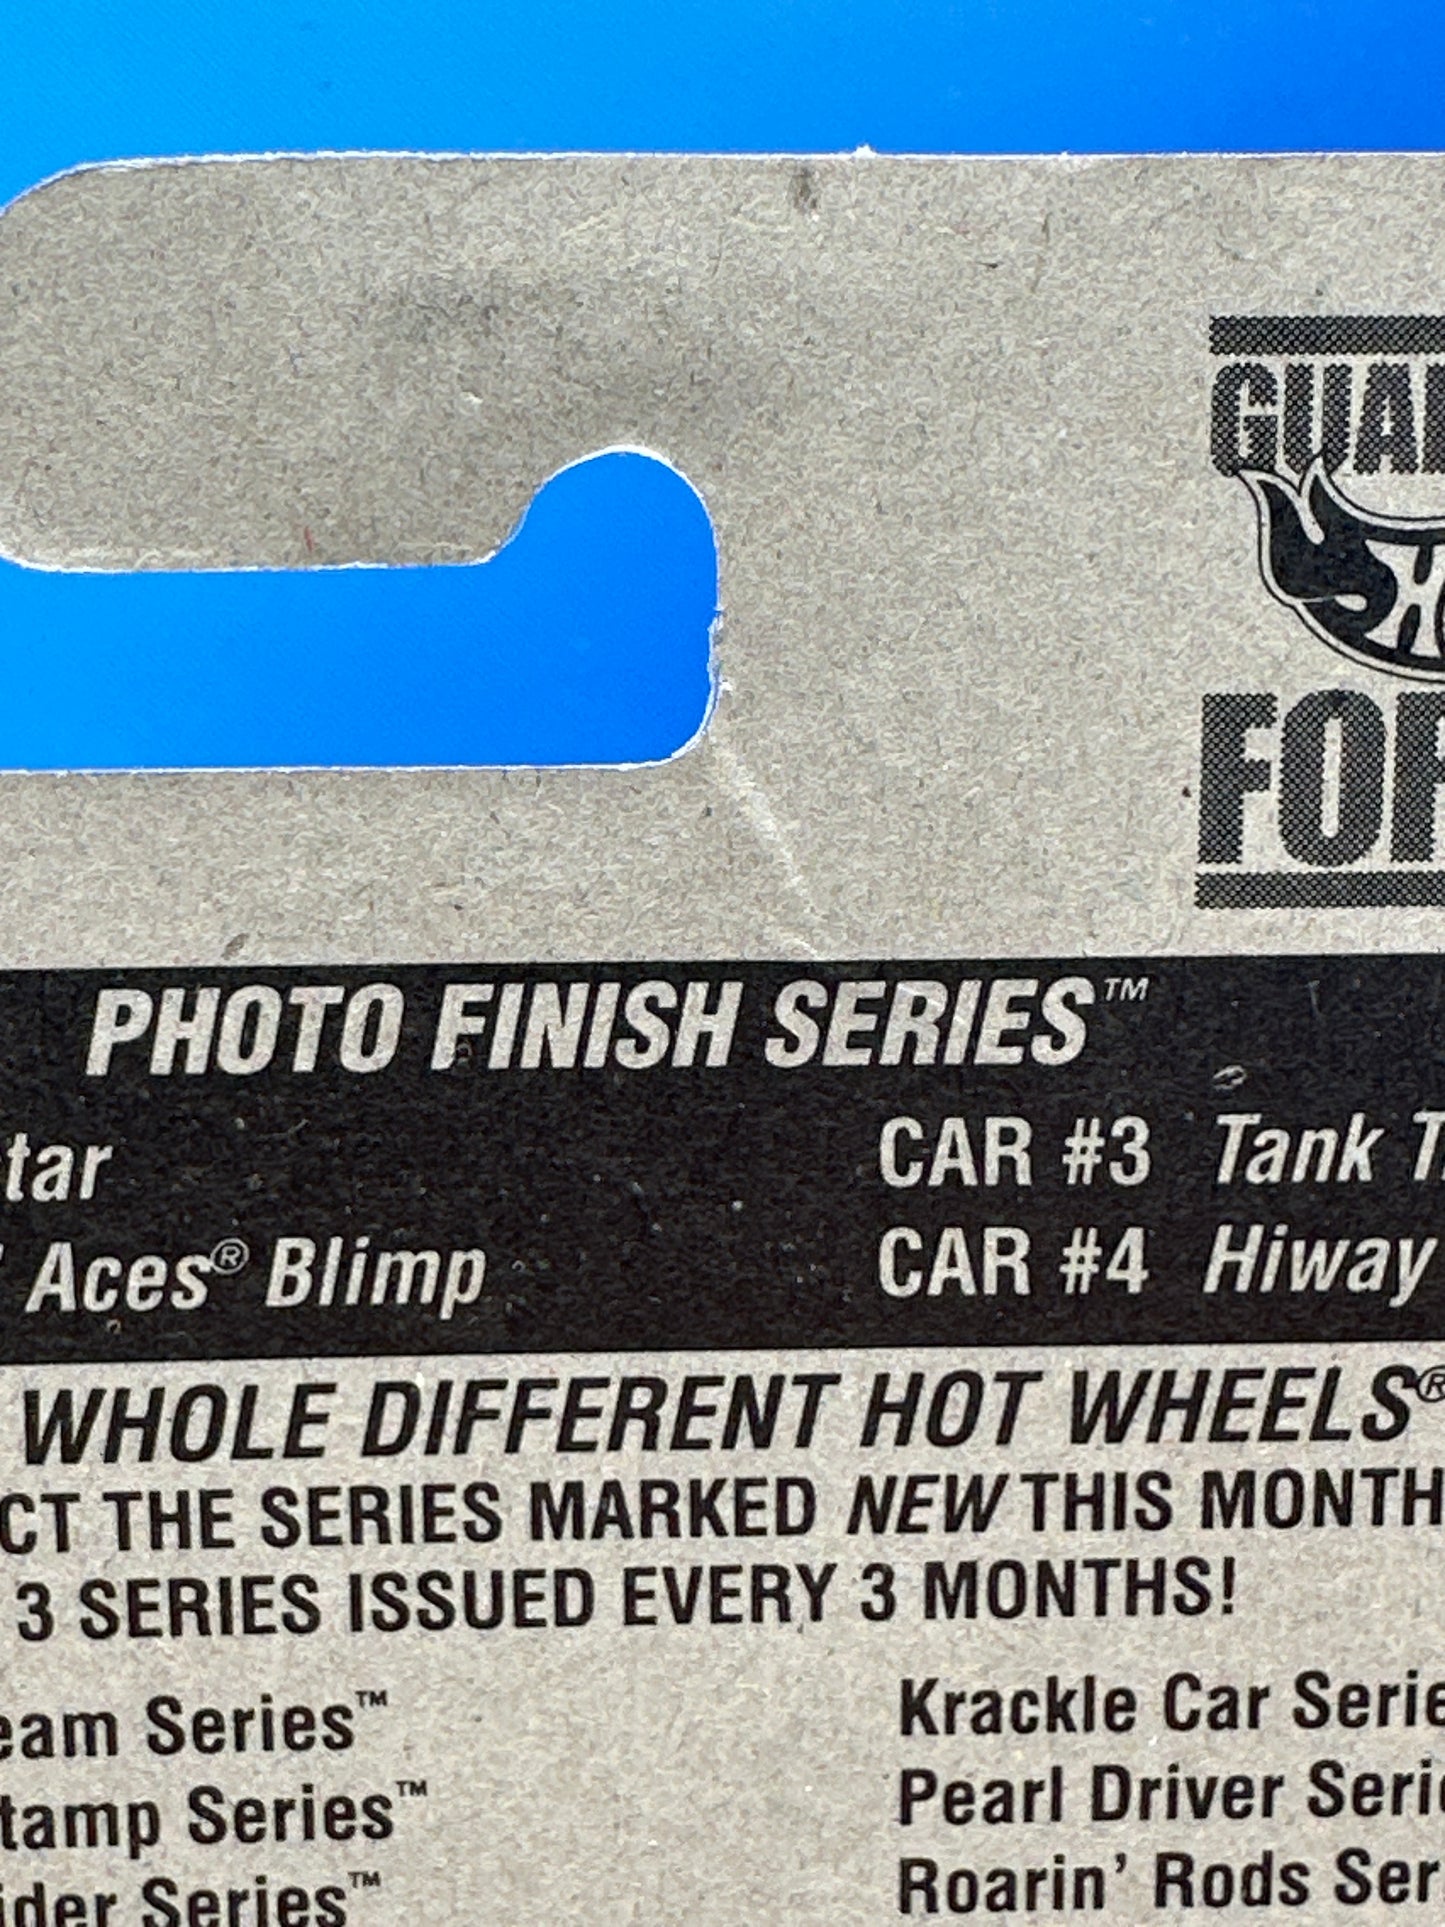 GUA
FO
PHOTO FINISH SERIES™
tar CAR #3 Tank T
Aces® Blimp CAR #4 Hiway
WHOLE DIFFERENT HOT WHEELS®
CT THE SERIES MARKED NEW THIS MONTH
3 SERIES ISSUED EVERY 3 MONTHS!
eam Series™ Krackle Car Serie
tamp Series™ Pearl Driver Seri
ider Series™ Roarin' Rods Ser